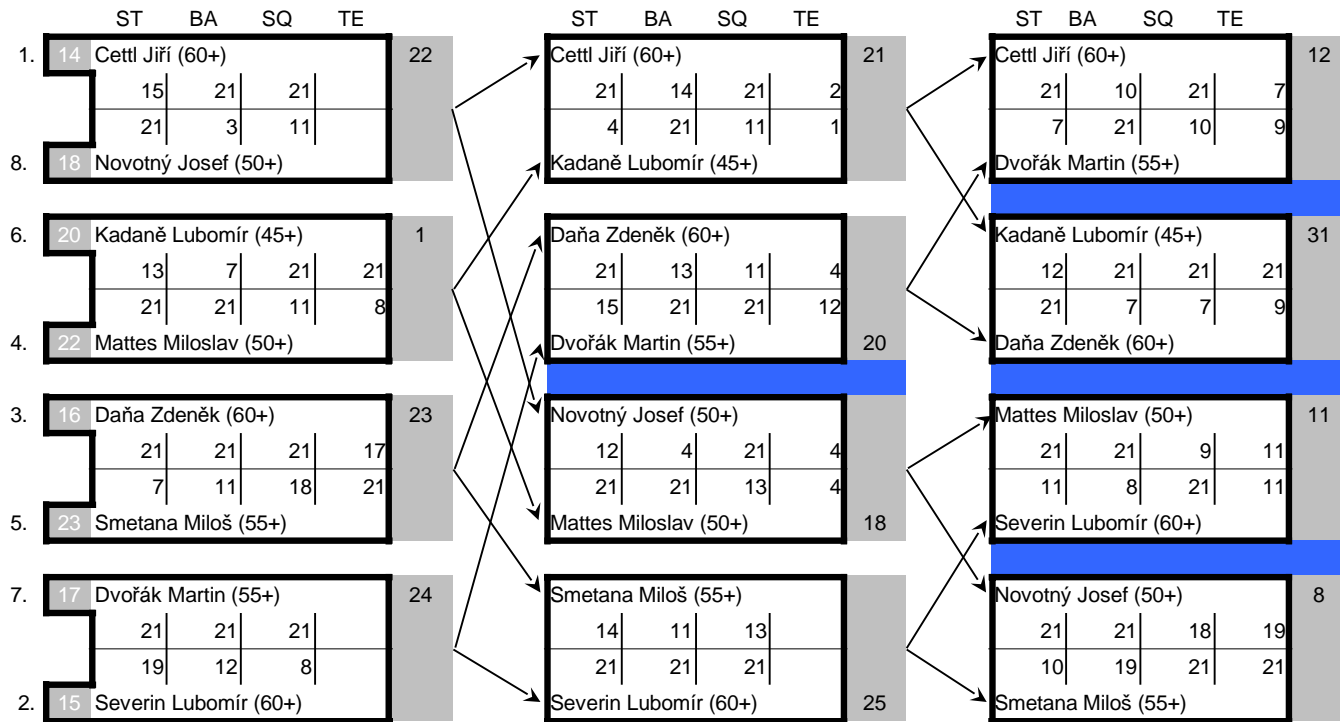 ST BA SQ TE ST BA SQ TE ST BA SQ TE
1. 14 Cettl Jiří (60+) 22 Cettl Jiří (60+) 21 Cettl Jiří (60+) 12
15 21 21 21 14 21 2 21 10 21 7
21 3 11 4 21 11 1 7 21 10 9
8. 18 Novotný Josef (50+) Kadaně Lubomír (45+) Dvořák Martin (55+)
6. 20 Kadaně Lubomír (45+) 1 Daňa Zdeněk (60+) Kadaně Lubomír (45+) 31
13 7 21 21 21 13 11 4 12 21 21 21
21 21 11 8 15 21 21 12 21 7 7 9
4. 22 Mattes Miloslav (50+) Dvořák Martin (55+) 20 Daňa Zdeněk (60+)
3. 16 Daňa Zdeněk (60+) 23 Novotný Josef (50+) Mattes Miloslav (50+) 11
21 21 21 17 12 4 21 4 21 21 9 11
7 11 18 21 21 21 13 4 11 8 21 11
5. 23 Smetana Miloš (55+) Mattes Miloslav (50+) 18 Severin Lubomír (60+)
7. 17 Dvořák Martin (55+) 24 Smetana Miloš (55+) Novotný Josef (50+) 8
21 21 21 14 11 13 21 21 18 19
19 12 8 21 21 21 10 19 21 21
2. 15 Severin Lubomír (60+) Severin Lubomír (60+) 25 Smetana Miloš (55+)